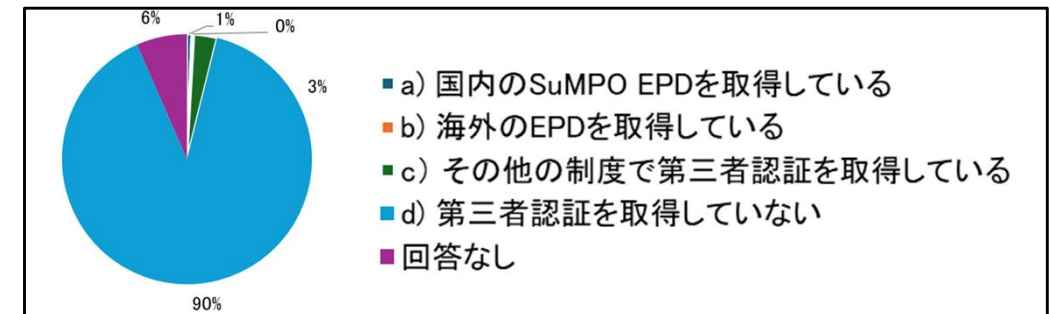 6%
1%
0%
3%
90%
a) 国内のSuMPO EPDを取得している
b) 海外のEPDを取得している
c) その他の制度で第三者認証を取得している
d) 第三者認証を取得していない
回答なし